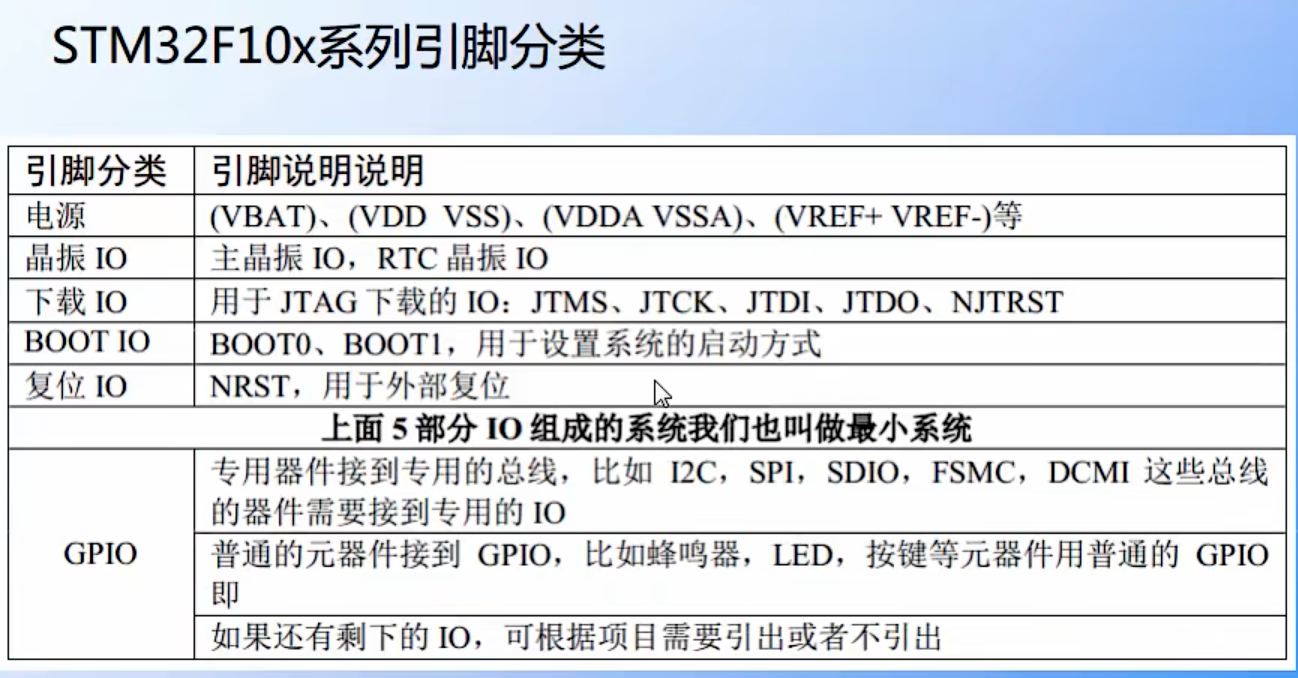 STM32F10x系列引脚分类
引脚分类 引脚说明说明
电源 (VBAT)、(VDD VSS)、(VDDA VSSA)、(VREF+ VREF-)等
晶振 IO 主晶振 IO，RTC 晶振 IO
下载 IO 用于 JTAG 下载的 IO：JTMS、JTCK、JTDI、JTDO、NJTRST
BOOT IO BOOT0、BOOT1，用于设置系统的启动方式
复位 IO NRST，用于外部复位
上面 5 部分 IO 组成的系统我们也叫做最小系统
GPIO
专用器件接到专用的总线，比如 I2C，SPI，SDIO，FSMC，DCMI 这些总线
的器件需要接到专用的 IO
普通的元器件接到 GPIO，比如蜂鸣器，LED，按键等元器件用普通的 GPIO
即
如果还有剩下的 IO，可根据项目需要引出或者不引出